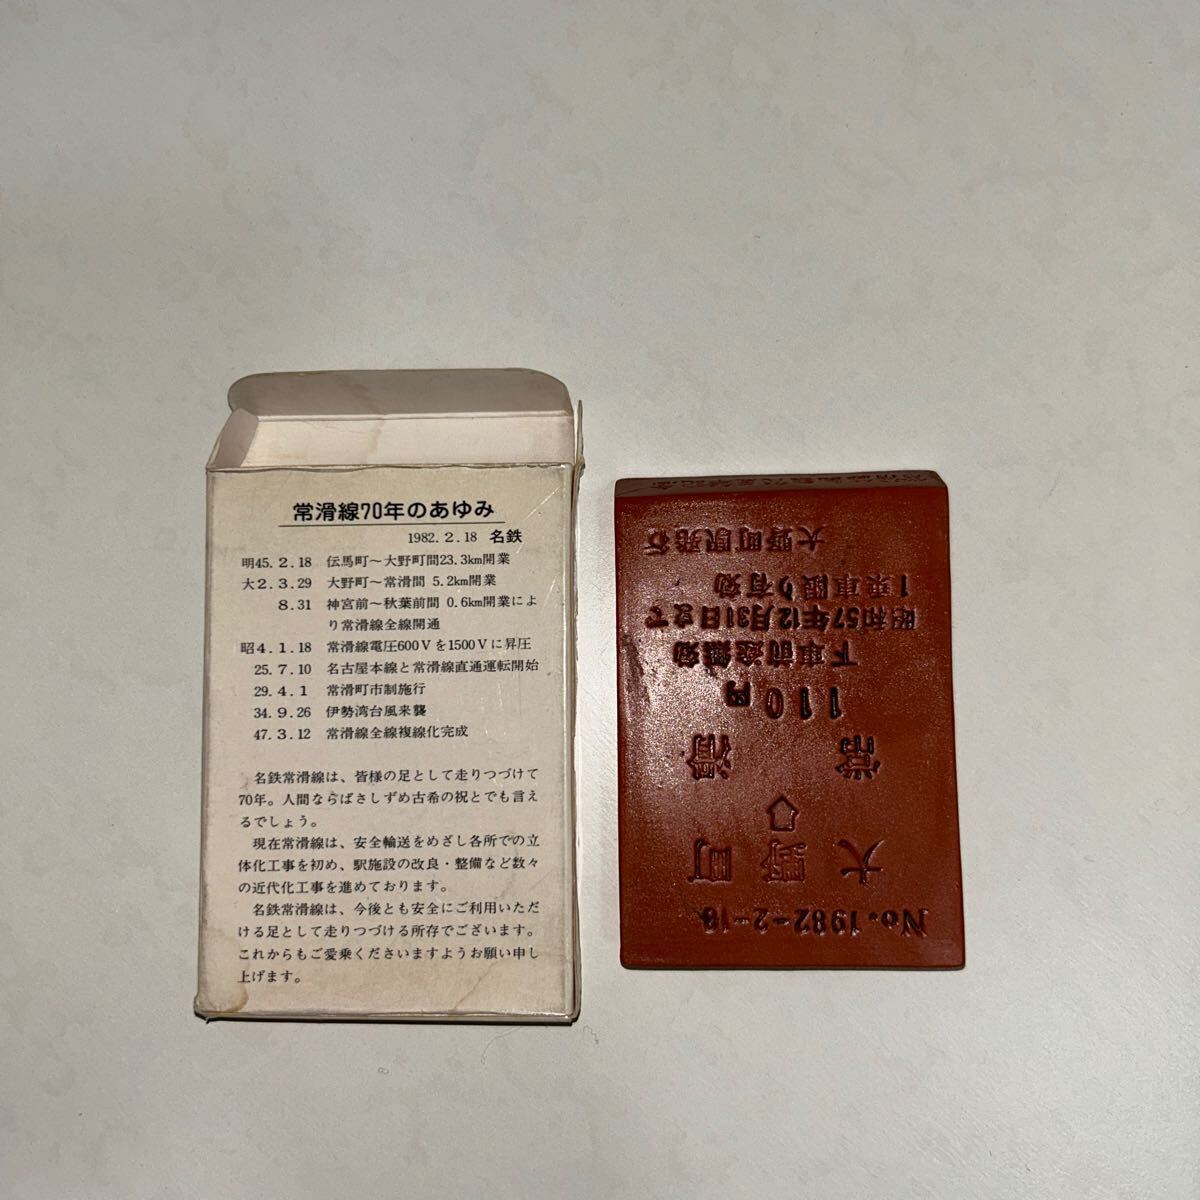 常滑線70年のあゆみ
1982.2.18 名鉄
明45.2.18 伝馬町〜大野町間23.3km開業
大2.3.29 大野町〜常滑間 5.2km開業
8.31 神宮前〜秋葉前間 0.6km開業によ
り常滑線全線開通
昭4.1.18 常滑線電圧600Vを1500Vに昇圧
25.7.10 名古屋本線と常滑線直通運転開始
29.4.1 常滑町市制施行
34.9.26 伊勢湾台風来襲
47.3.12 常滑線全線複線化完成
名鉄常滑線は、皆様の足として走りつづけて
70年。人間ならばさしずめ古希の祝とでも言え
るでしょう。
現在常滑線は、安全輸送をめざし各所での立
体化工事を初め、駅施設の改良・整備など数々
の近代化工事を進めております。
名鉄常滑線は、今後とも安全にご利用いただ
ける足として走りつづける所存でございます。
これからもご愛乗くださいますようお願い申し
上げます。
No.1982-2-18
大野町
⇧
常滑
110円
下車前途無効
昭和57年12月31日まで
1乗車限り有効
大野町駅発行